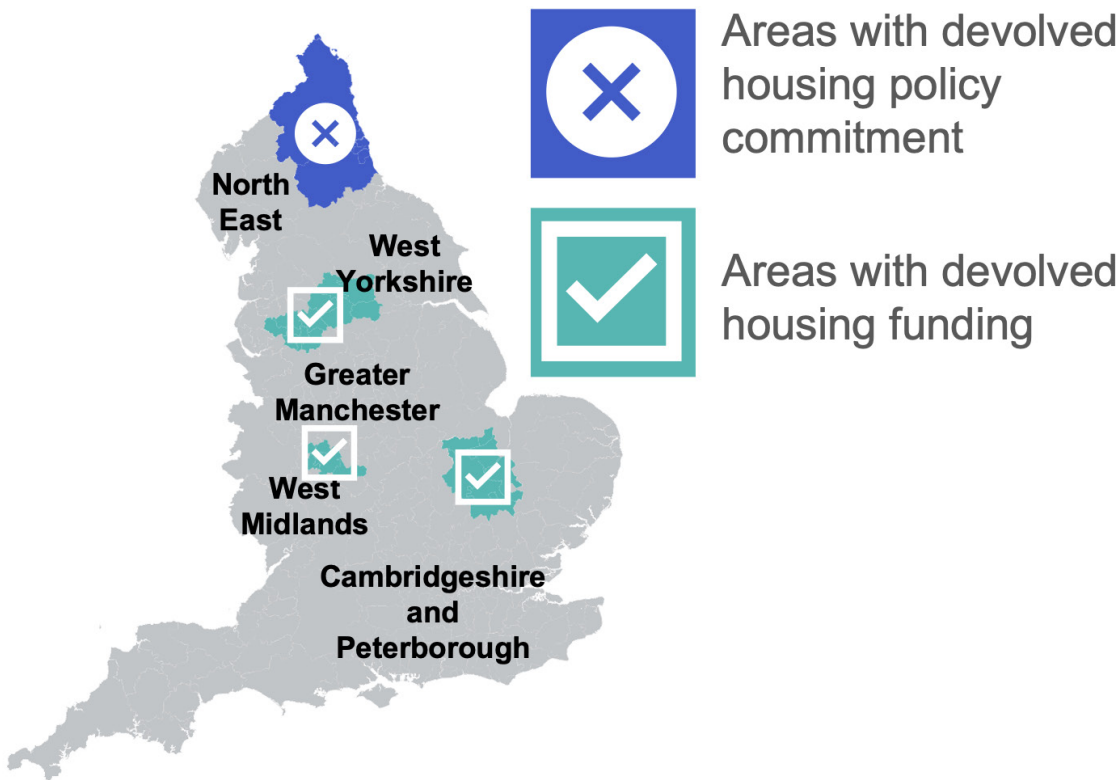 Areas with devolved
housing policy
commitment
Areas with devolved
housing funding
North
East
West
Yorkshire
Greater
Manchester
West
Midlands
Cambridgeshire
and
Peterborough